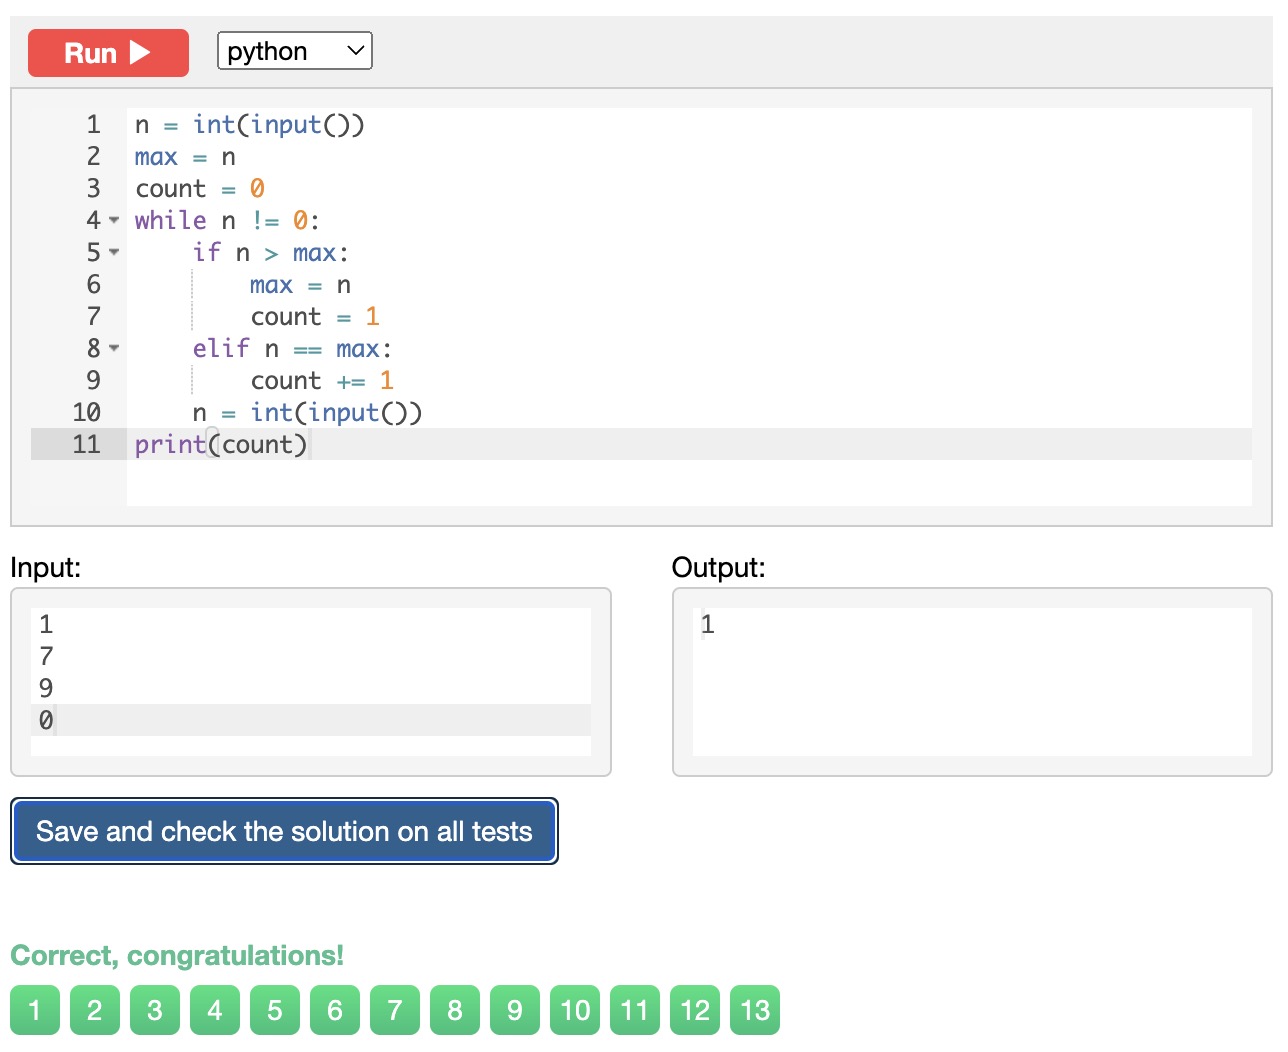 Run python
1 n = int(input())
2 max = n
3 count = 0
4 while n != 0:
5     if n > max:
6         max = n
7         count = 1
8     elif n == max:
9         count += 1
10     n = int(input())
11 print(count)
Input:
1
7
9
0
Output:
1
Save and check the solution on all tests
Correct, congratulations!
1 2 3 4 5 6 7 8 9 10 11 12 13